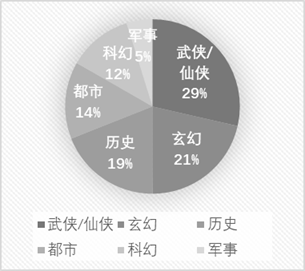 军事
5%
科幻
12%
武侠/
仙侠
29%
都市
14%
玄幻
21%
历史
19%
武侠/仙侠 玄幻 历史
都市 科幻 军事